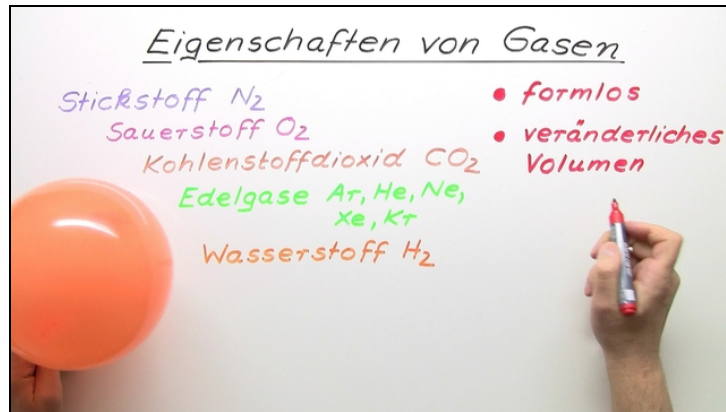 Eigenschaften von Gasen
Stickstoff N₂
Sauerstoff O₂
Kohlenstoffdioxid CO₂
Edelgase Ar, He, Ne,
Xe, Kr
Wasserstoff H₂
• formlos
• veränderliches
Volumen